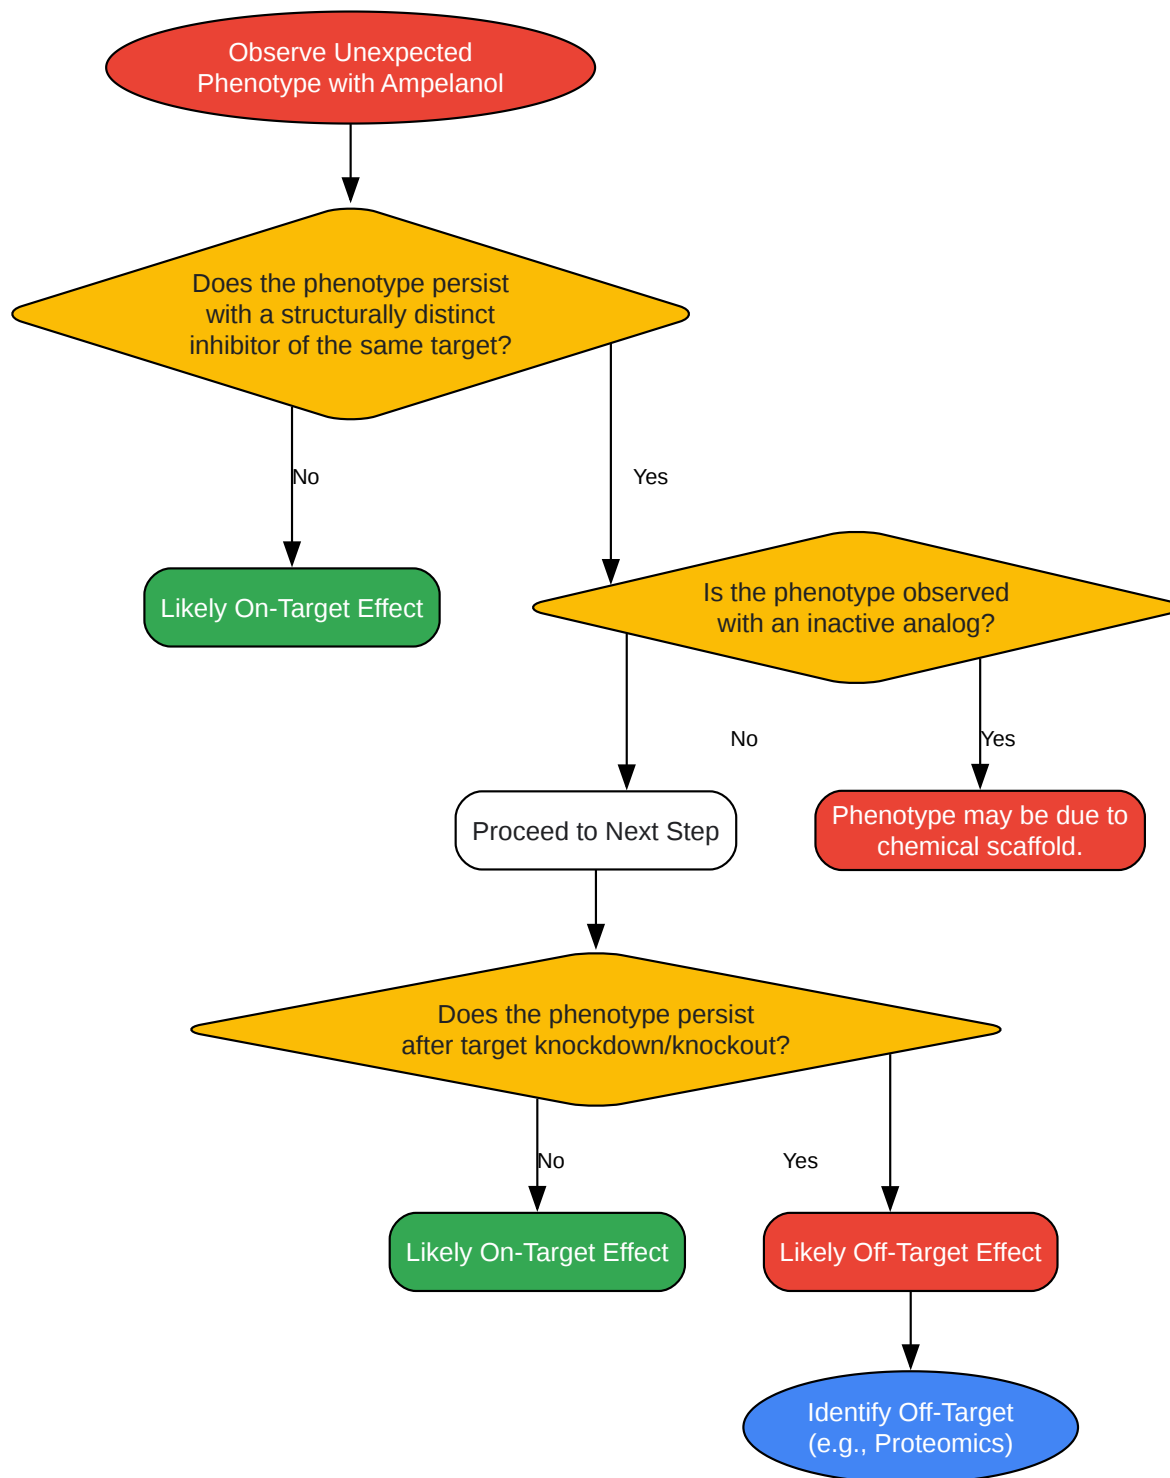 Observe Unexpected
Phenotype with Ampelanol
Does the phenotype persist
with a structurally distinct
inhibitor of the same target?
No
Yes
Likely On-Target Effect
Is the phenotype observed
with an inactive analog?
No
Yes
Proceed to Next Step
Phenotype may be due to
chemical scaffold.
Does the phenotype persist
after target knockdown/knockout?
No
Yes
Likely On-Target Effect
Likely Off-Target Effect
Identify Off-Target
(e.g., Proteomics)